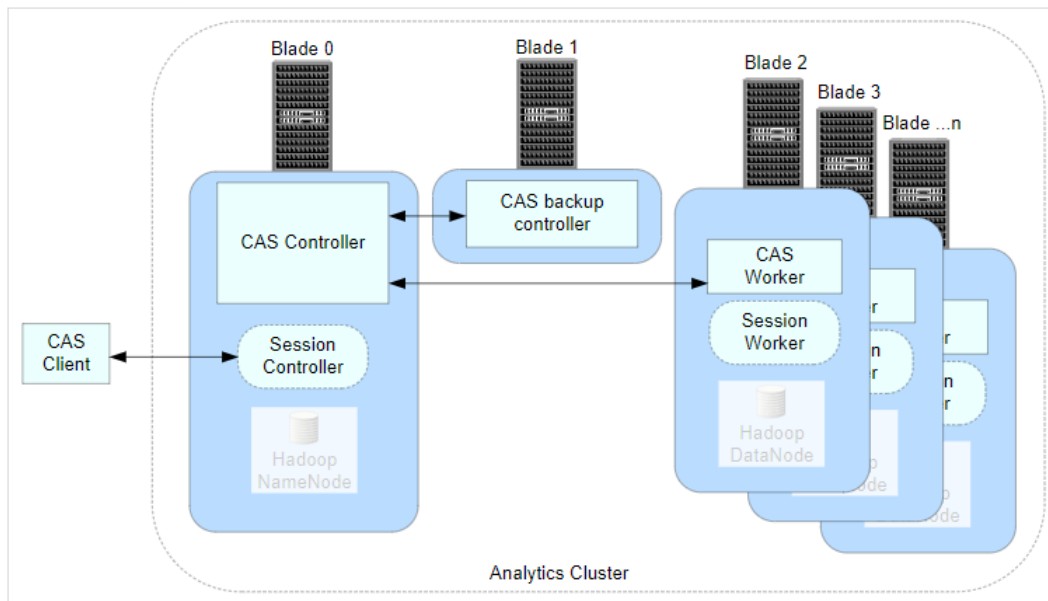 Blade 0
Blade 1
Blade 2
Blade 3
Blade ...n
CAS Controller
CAS backup
controller
CAS
Worker
Session
Worker
Hadoop
DataNode
CAS
Client
Session
Controller
Hadoop
NameNode
Analytics Cluster